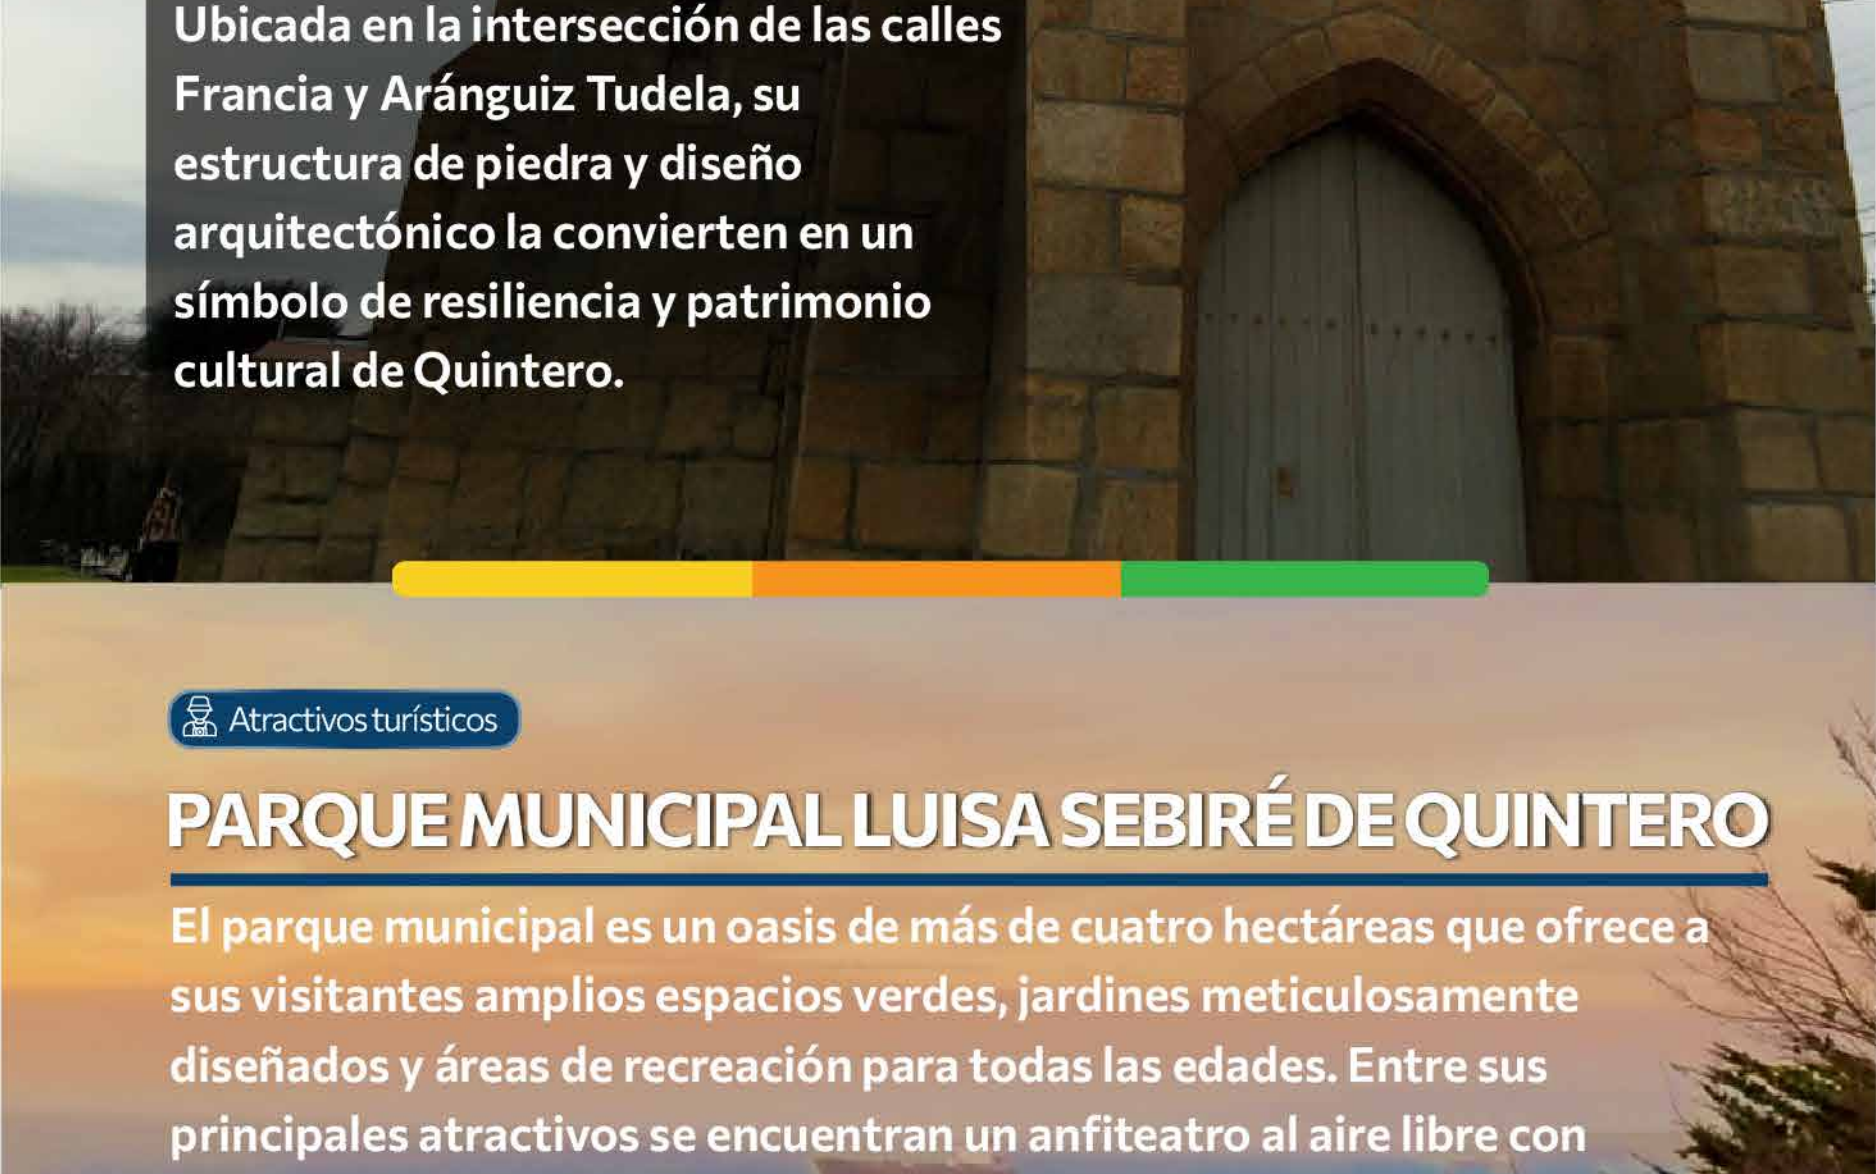 Ubicada en la intersección de las calles
Francia y Aránguiz Tudela, su
estructura de piedra y diseño
arquitectónico la convierten en un
símbolo de resiliencia y patrimonio
cultural de Quintero.
Atractivos turísticos
PARQUE MUNICIPAL LUISA SEBIRÉ DE QUINTERO
El parque municipal es un oasis de más de cuatro hectáreas que ofrece a
sus visitantes amplios espacios verdes, jardines meticulosamente
diseñados y áreas de recreación para todas las edades. Entre sus
principales atractivos se encuentran un anfiteatro al aire libre con